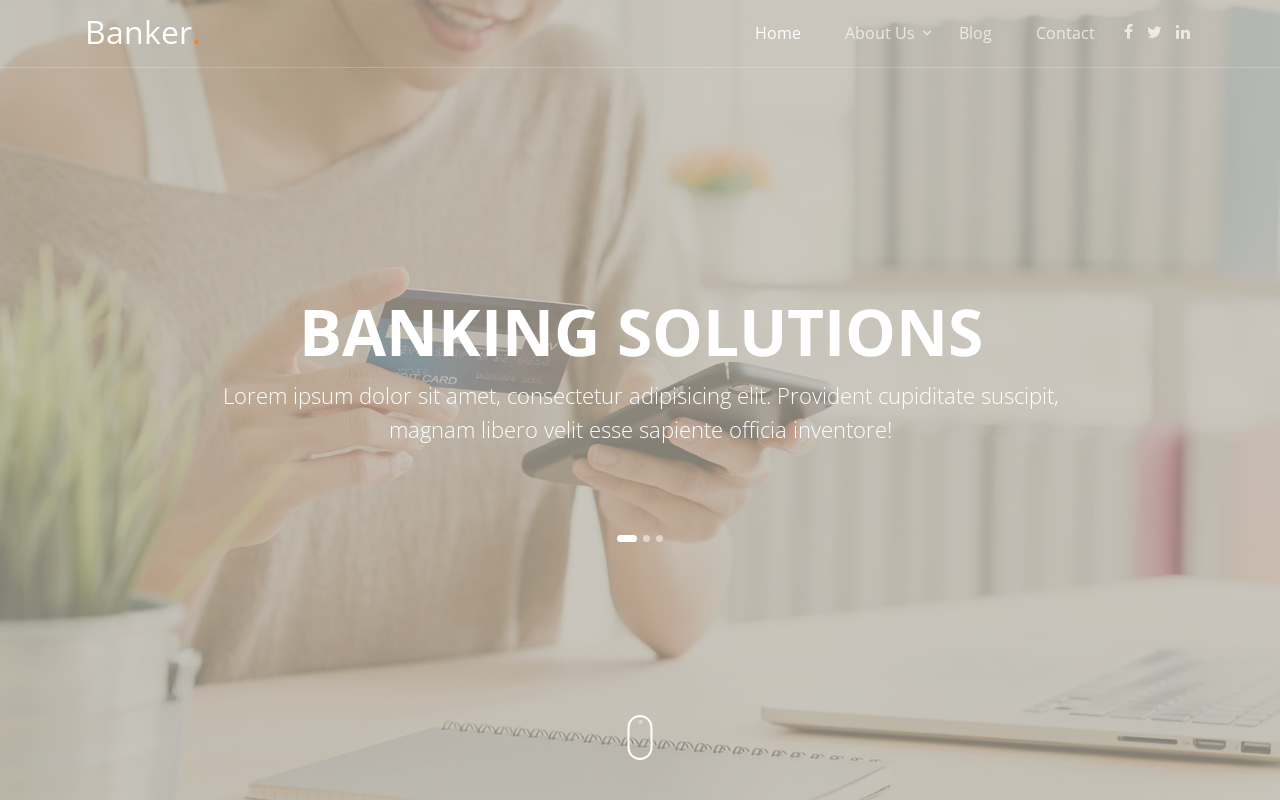 Banker.
Home About Us Blog Contact
BANKING SOLUTIONS
Lorem ipsum dolor sit amet, consectetur adipisicing elit. Provident cupiditate suscipit,
magnam libero velit esse sapiente officia inventore!